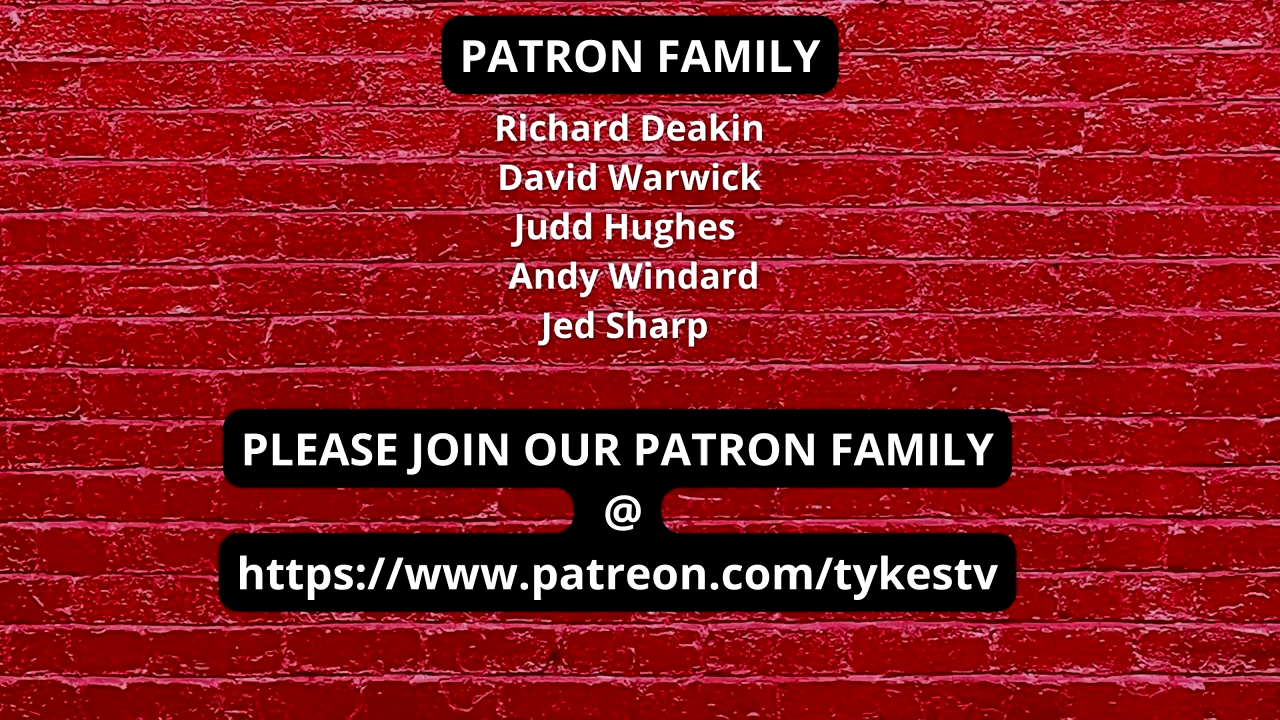 PATRON FAMILY
Richard Deakin
David Warwick
Judd Hughes
Andy Windard
Jed Sharp
PLEASE JOIN OUR PATRON FAMILY
@
https://www.patreon.com/tykestv